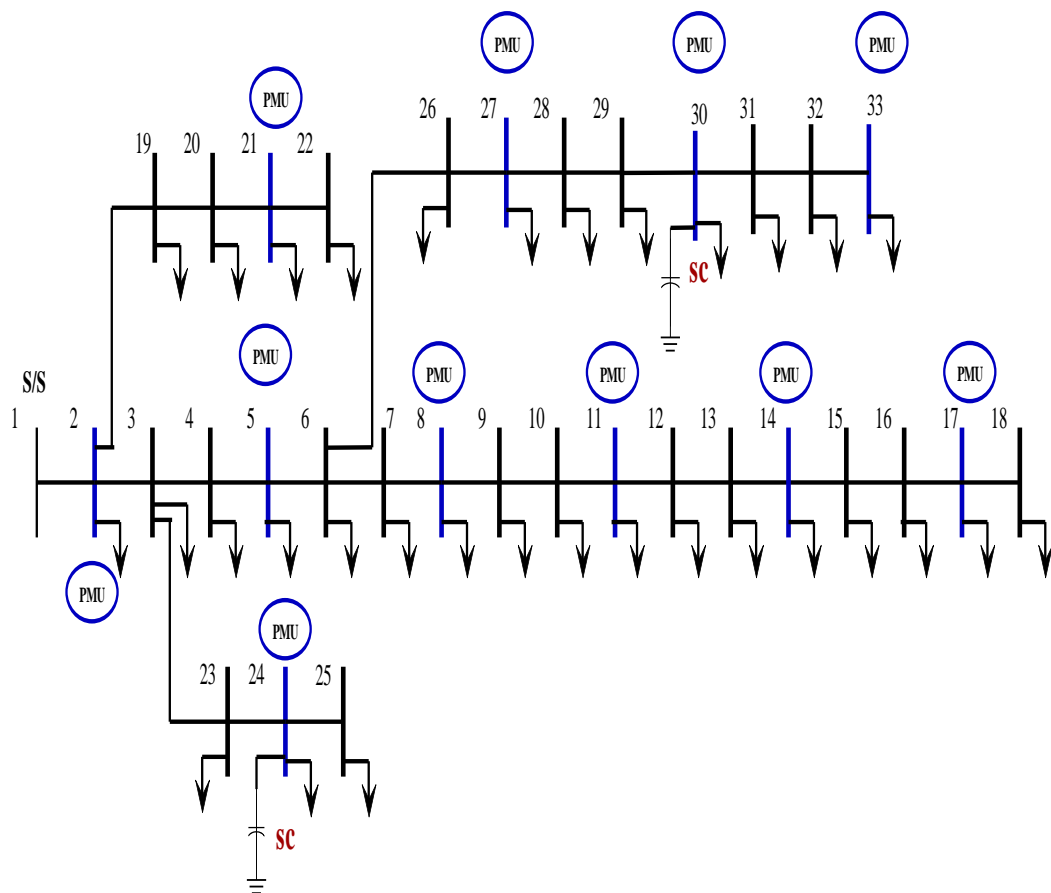 PMU PMU PMU
PMU
26 27 28 29 30 31 32 33
19 20 21 22
sc
PMU PMU PMU PMU PMU
S/S
1 2 3 4 5 6 7 8 9 10 11 12 13 14 15 16 17 18
PMU
PMU
23 24 25
sc